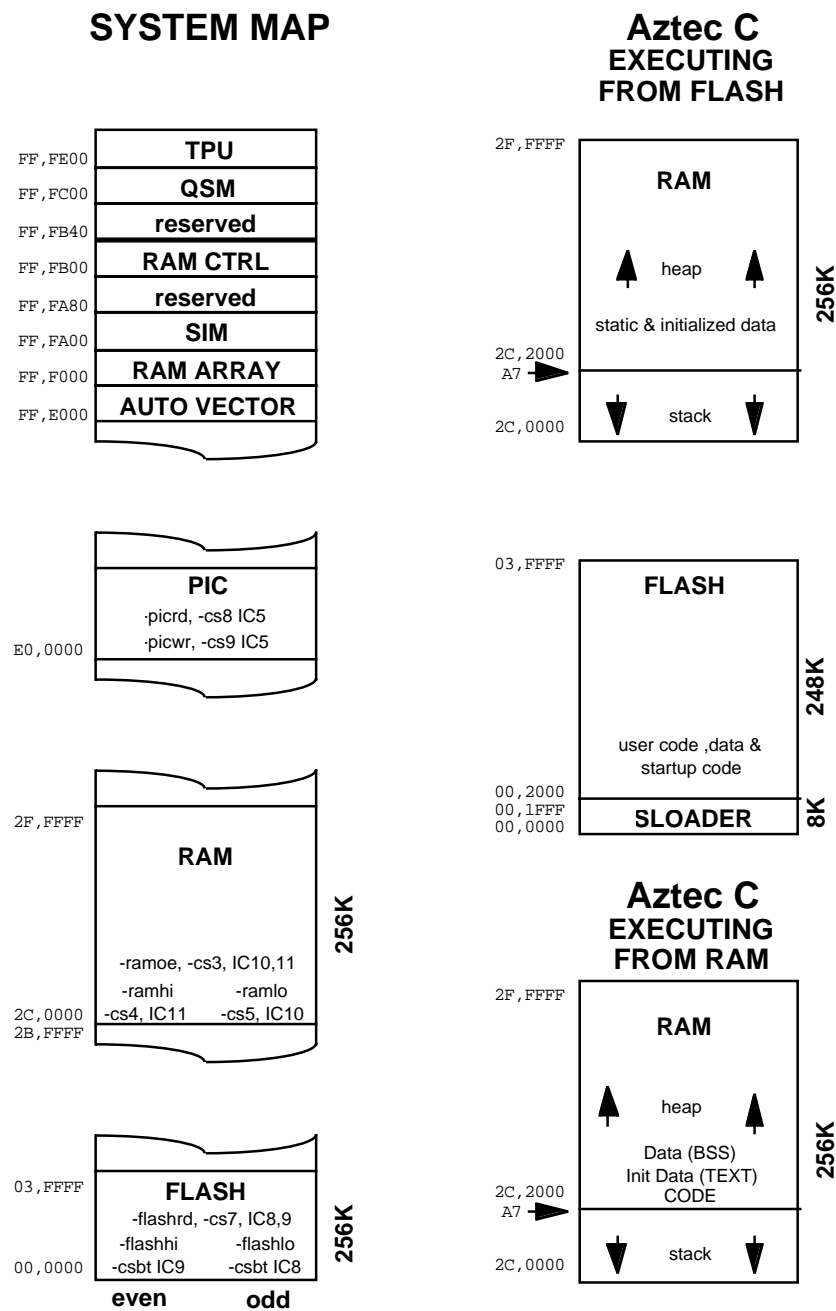 SYSTEM MAP
FF,FE00 TPU
FF,FC00 QSM
FF,FB40 reserved
FF,FB00 RAM CTRL
FF,FA80 reserved
FF,FA00 SIM
FF,F000 RAM ARRAY
FF,E000 AUTO VECTOR
PIC
-picrd, -cs8 IC5
-picwr, -cs9 IC5
E0,0000
2F,FFFF
RAM
256K
-ramoe, -cs3, IC10,11
-ramhi -ramlo
-cs4, IC11 -cs5, IC10
2C,0000
2B,FFFF
03,FFFF
FLASH
-flashrd, -cs7, IC8,9
-flashhi -flashlo
-csbt IC9 -csbt IC8
00,0000
256K
even odd
Aztec C
EXECUTING
FROM FLASH
2F,FFFF
RAM
heap
256K
static & initialized data
2C,2000
A7
stack
2C,0000
03,FFFF
FLASH
248K
user code ,data &
startup code
00,2000
00,1FFF
00,0000
SLOADER
8K
Aztec C
EXECUTING
FROM RAM
2F,FFFF
RAM
heap
256K
Data (BSS)
Init Data (TEXT)
CODE
2C,2000
A7
stack
2C,0000